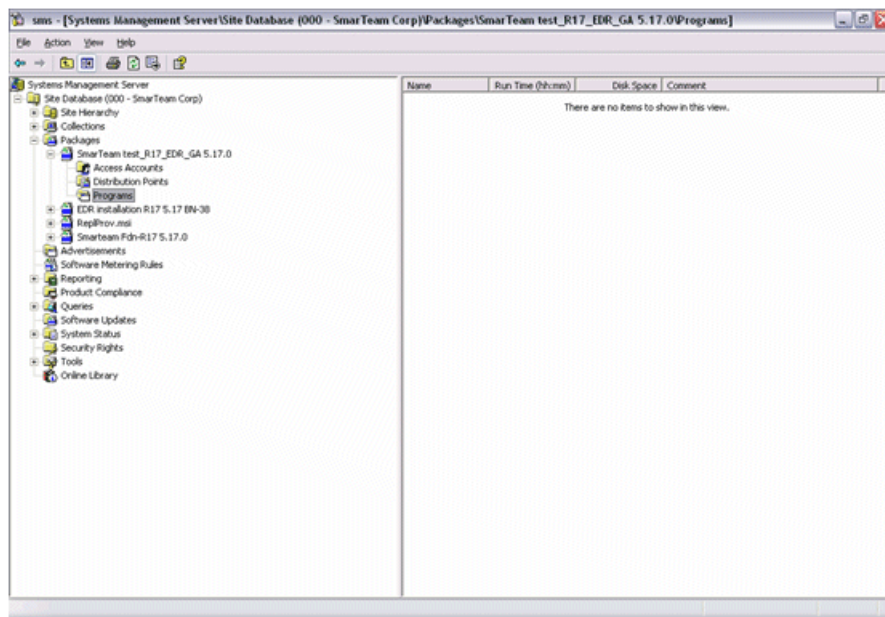 sms - [Systems Management Server\Site Database (000 - SmarTeam Corp)\Packages\SmarTeam test_R17_EDR_GA 5.17.0\Programs]
File Action View Help
Name Run Time (hh:mm) Disk Space Comment
There are no items to show in this view.
Systems Management Server
Site Database (000 - SmarTeam Corp)
Site Hierarchy
Collections
Packages
SmarTeam test_R17_EDR_GA 5.17.0
Access Accounts
Distribution Points
Programs
EDR installation R17 5.17 BN-38
ReplProv.msi
Smarteam Fdn-R17 5.17.0
Advertisements
Software Metering Rules
Reporting
Product Compliance
Queries
Software Updates
System Status
Security Rights
Tools
Online Library